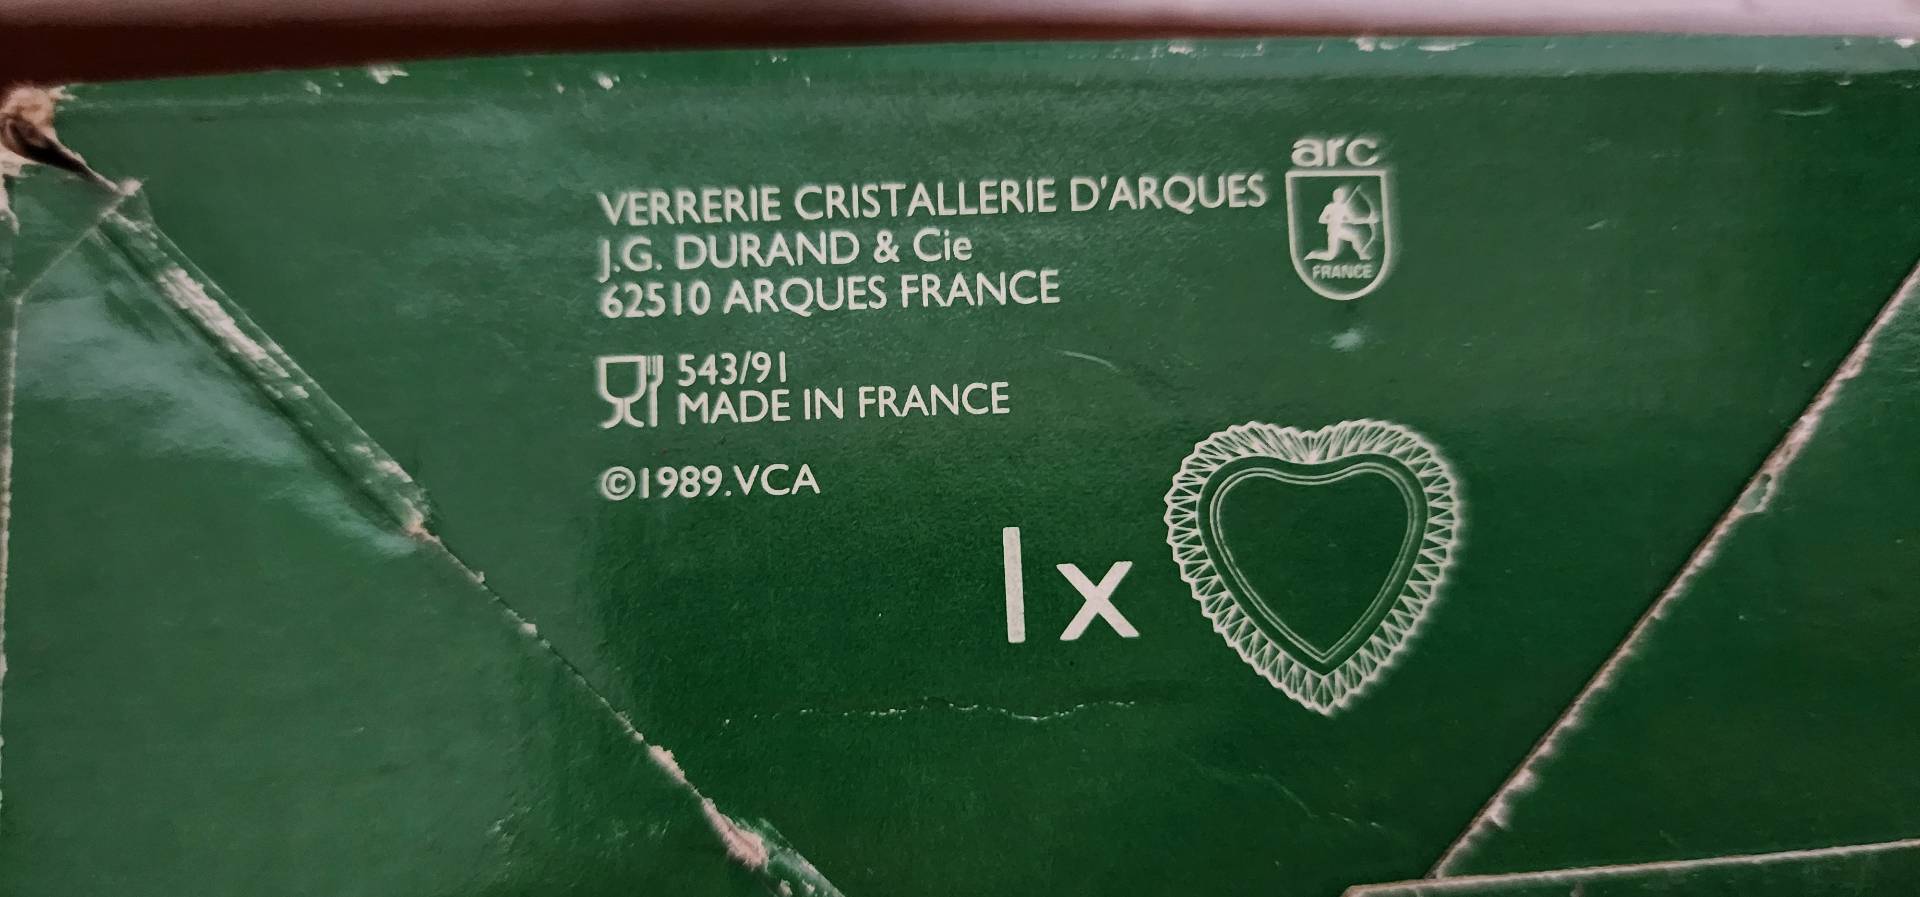 VERRERIE CRISTALLERIE D'ARQUES
J.G. DURAND & Cie
62510 ARQUES FRANCE
arc
FRANCE
543/91
MADE IN FRANCE
©1989.VCA
1x